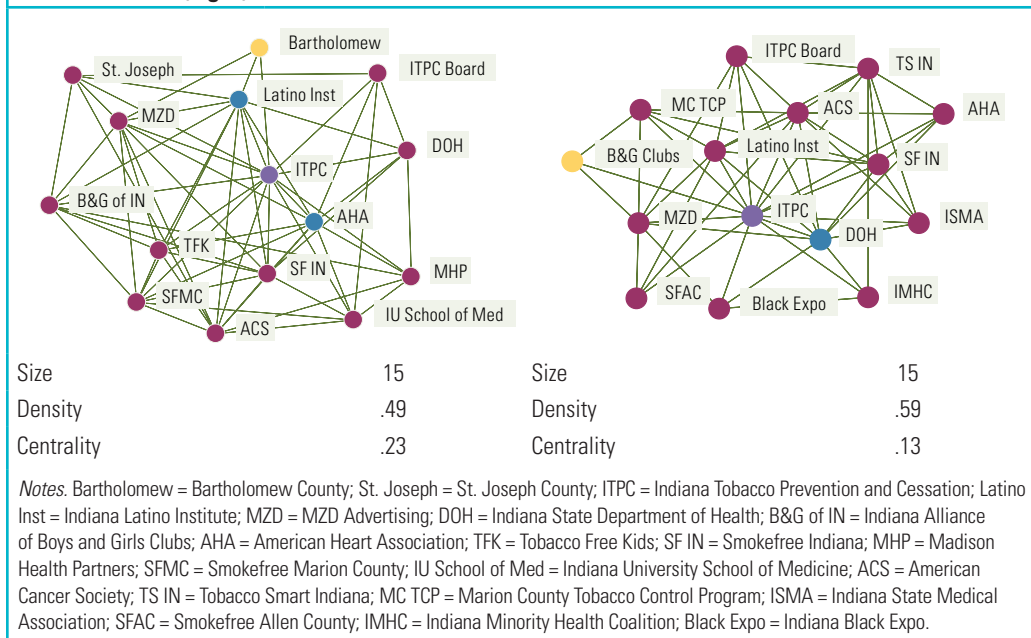 Bartholomew
St. Joseph
ITPC Board
Latino Inst
MZD
DOH
ITPC
B&G of IN
AHA
TFK
SF IN
MHP
SFMC
IU School of Med
ACS
ITPC Board
TS IN
MC TCP
ACS
AHA
B&G Clubs
Latino Inst
SF IN
MZD
ITPC
ISMA
DOH
SFAC
Black Expo
IMHC
Size 15 Size 15
Density .49 Density .59
Centrality .23 Centrality .13
Notes. Bartholomew = Bartholomew County; St. Joseph = St. Joseph County; ITPC = Indiana Tobacco Prevention and Cessation; Latino
Inst = Indiana Latino Institute; MZD = MZD Advertising; DOH = Indiana State Department of Health; B&G of IN = Indiana Alliance
of Boys and Girls Clubs; AHA = American Heart Association; TFK = Tobacco Free Kids; SF IN = Smokefree Indiana; MHP = Madison
Health Partners; SFMC = Smokefree Marion County; IU School of Med = Indiana University School of Medicine; ACS = American
Cancer Society; TS IN = Tobacco Smart Indiana; MC TCP = Marion County Tobacco Control Program; ISMA = Indiana State Medical
Association; SFAC = Smokefree Allen County; IMHC = Indiana Minority Health Coalition; Black Expo = Indiana Black Expo.